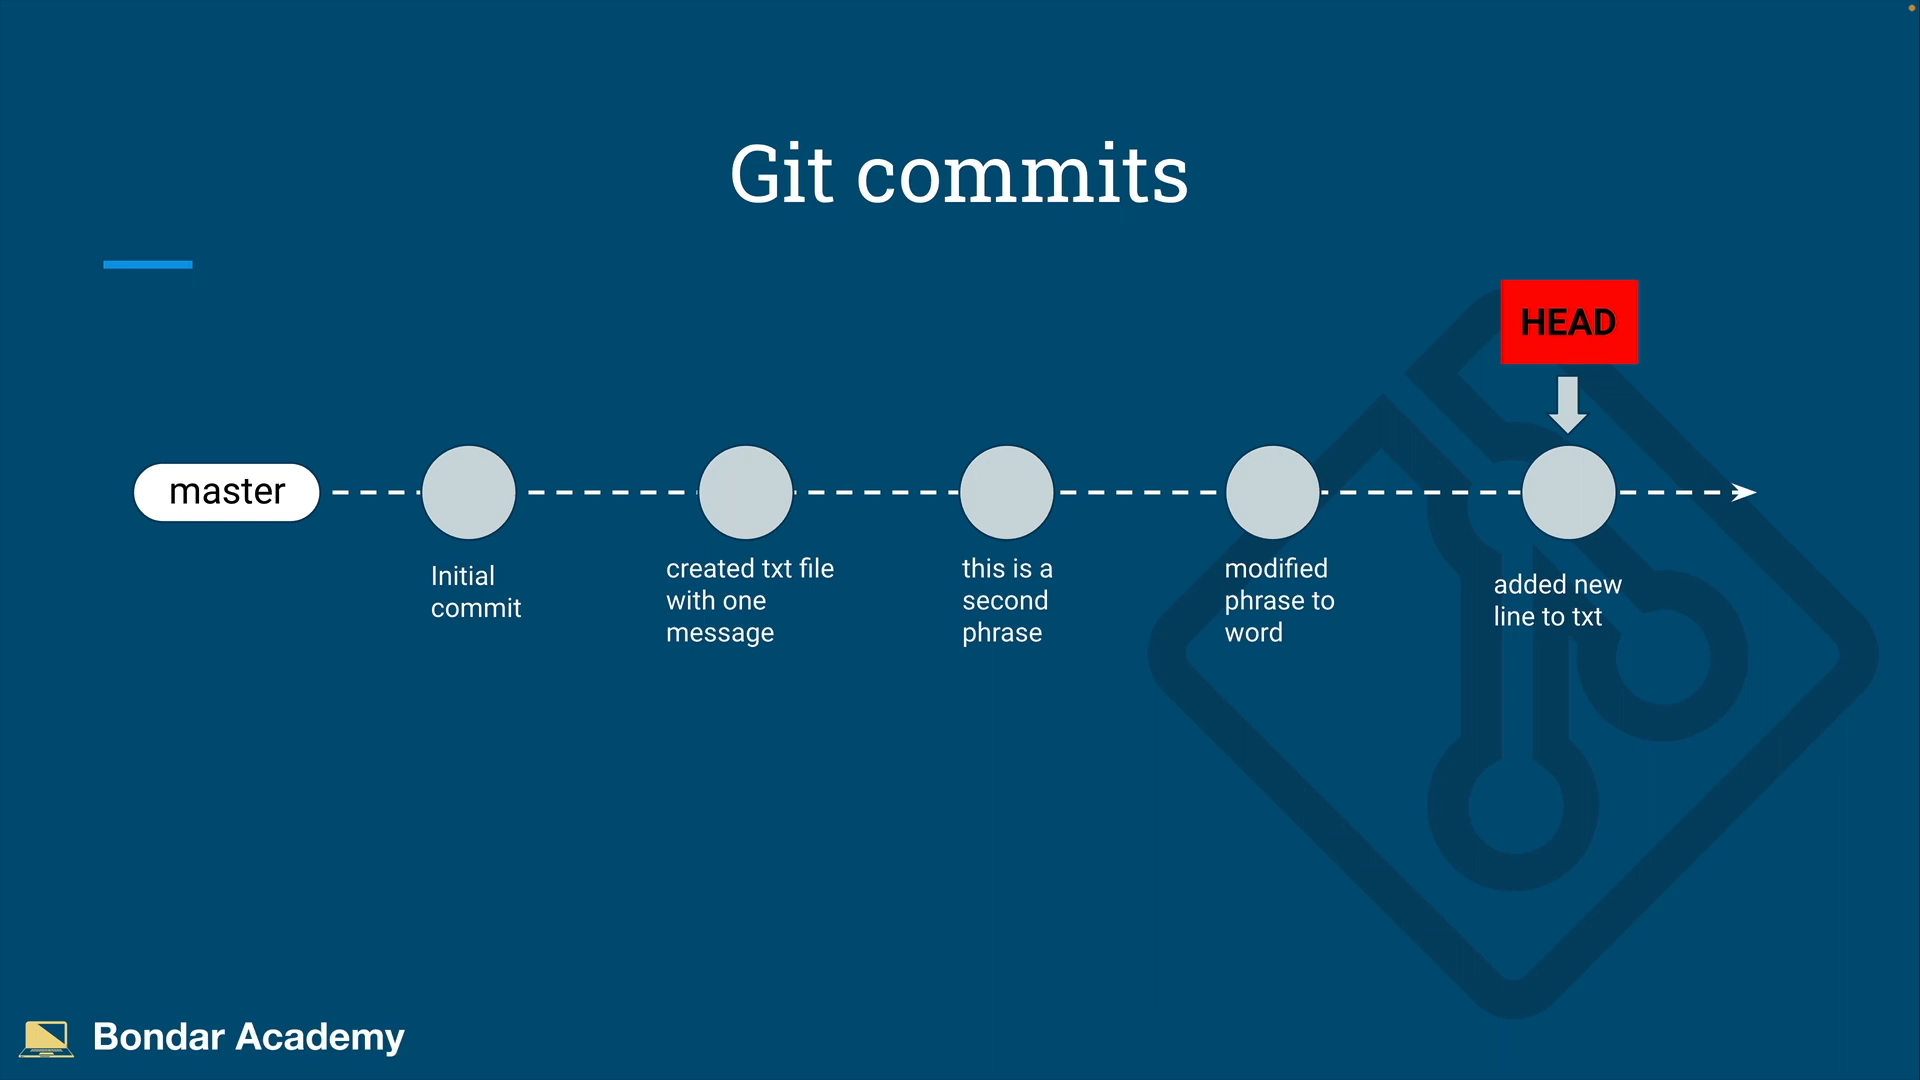 Git commits
HEAD
master
Initial
commit
created txt file
with one
message
this is a
second
phrase
modified
phrase to
word
added new
line to txt
Bondar Academy